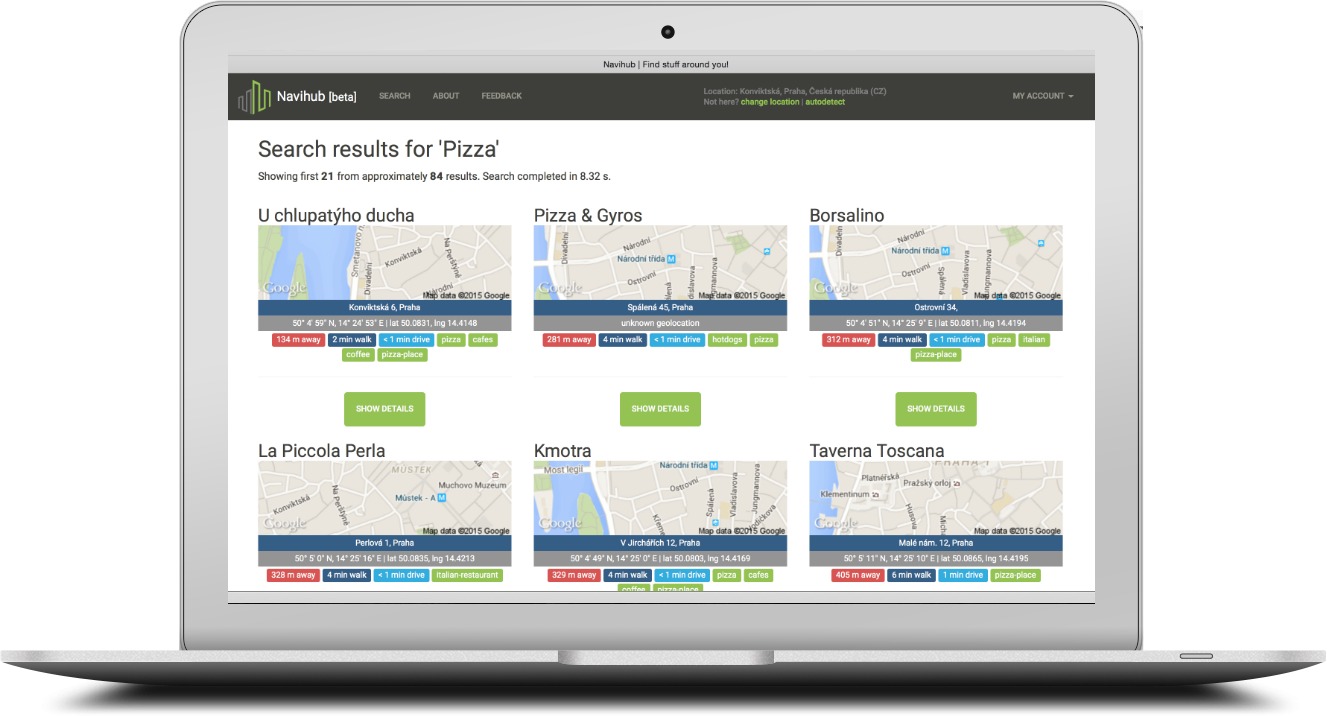 Navihub | Find stuff around you!
Navihub [beta]
SEARCH
ABOUT
FEEDBACK
Location: Konviktská, Praha, Česká republika (CZ)
Not here? change location | autodetect
MY ACCOUNT
Search results for 'Pizza'
Showing first 21 from approximately 84 results. Search completed in 8.32 s.
U chlupatýho ducha
Smetanovo n
Divadelní
Konviktská
Na Perštýně
Národní
Google
Map data ©2015 Google
Konviktská 6, Praha
50° 4' 59" N, 14° 24' 53" E | lat 50.0831, lng 14.4148
134 m away 2 min walk < 1 min drive pizza cafes
coffee pizza-place
SHOW DETAILS
Pizza & Gyros
Divadelní
Národní
Národní třída M
Ostrovní
Spálená
Vladislavova
Jungmannova
Google
Map data ©2015 Google
Spálená 45, Praha
unknown geolocation
281 m away 4 min walk < 1 min drive hotdogs pizza
SHOW DETAILS
Borsalino
Divadelní
Národní
Národní třída M
Ostrovní
Spálená
Vladislavova
Jungmannova
Google
Map data ©2015 Google
Ostrovní 34,
50° 4' 51" N, 14° 25' 9" E | lat 50.0811, lng 14.4194
312 m away 4 min walk < 1 min drive pizza italian
pizza-place
SHOW DETAILS
La Piccola Perla
MŮSTEK
Muchovo Muzeum
Můstek - A M
Konviktská
Na Perštýně
Google
Map data ©2015 Google
Perlová 1, Praha
50° 5' 0" N, 14° 25' 16" E | lat 50.0835, lng 14.4213
328 m away 4 min walk < 1 min drive italian-restaurant
Kmotra
Most legií
Národní třída M
Ostrovní
Spálená
Vladislavova
Jungmannova
Google
Map data ©2015 Google
V Jirchářích 12, Praha
50° 4' 49" N, 14° 25' 0" E | lat 50.0803, lng 14.4169
329 m away 4 min walk < 1 min drive pizza cafes
coffee pizza-place
Taverna Toscana
PRAHA 1
Platnéřská
Pražský orloj
Klementinum
Husova
Google
Map data ©2015 Google
Malé nám. 12, Praha
50° 5' 11" N, 14° 25' 10" E | lat 50.0865, lng 14.4195
405 m away 6 min walk 1 min drive pizza-place